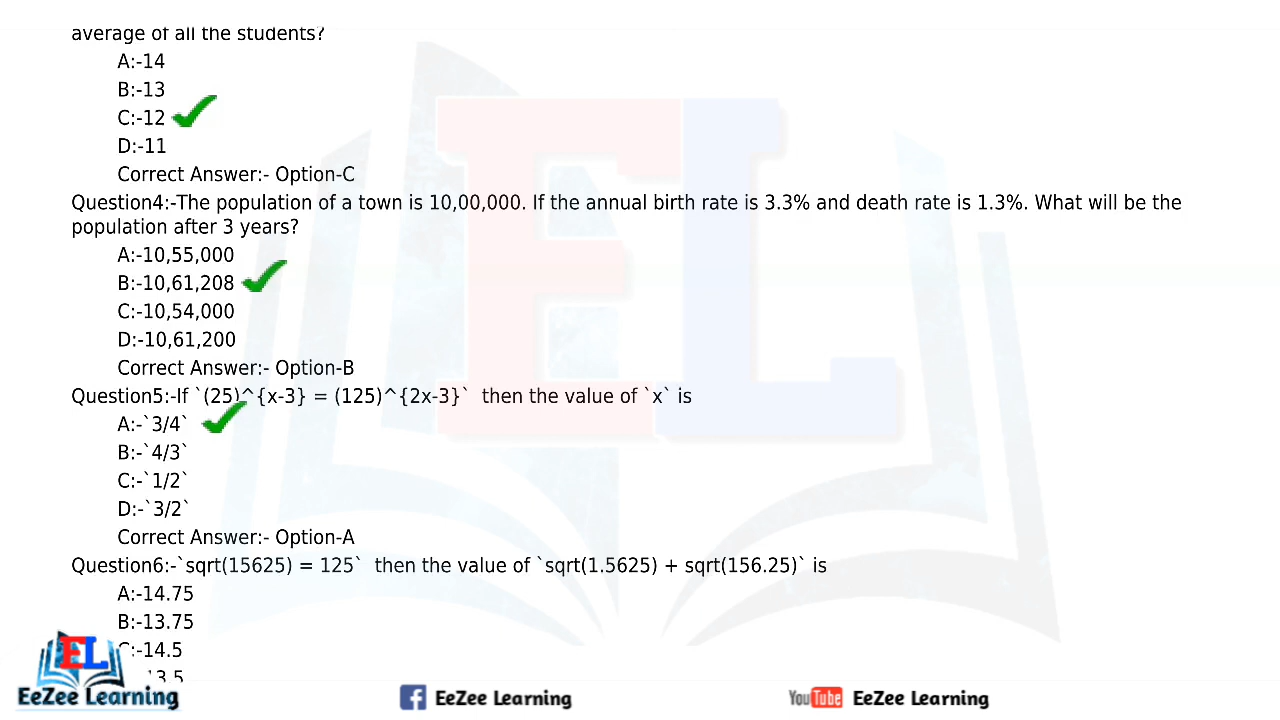 average of all the students?
A:-14
B:-13
C:-12
D:-11
Correct Answer:- Option-C
Question4:-The population of a town is 10,00,000. If the annual birth rate is 3.3% and death rate is 1.3%. What will be the
population after 3 years?
A:-10,55,000
B:-10,61,208
C:-10,54,000
D:-10,61,200
Correct Answer:- Option-B
Question5:-If `(25)^{x-3} = (125)^{2x-3}` then the value of `x` is
A:-`3/4`
B:-`4/3`
C:-`1/2`
D:-`3/2`
Correct Answer:- Option-A
Question6:-`sqrt(15625) = 125` then the value of `sqrt(1.5625) + sqrt(156.25)` is
A:-14.75
B:-13.75
C:-14.5
13.5
EL
EeZee Learning
EeZee Learning
YouTube EeZee Learning